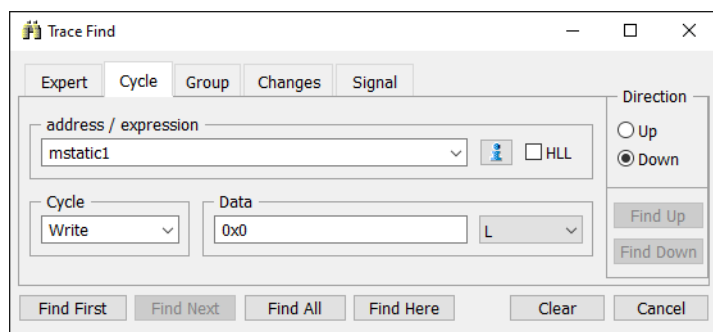 Trace Find
Expert Cycle Group Changes Signal
Direction
address / expression
Up
mstatic1 HLL
Down
Cycle Data
Write 0x0 L
Find Up
Find Down
Find First Find Next Find All Find Here Clear Cancel